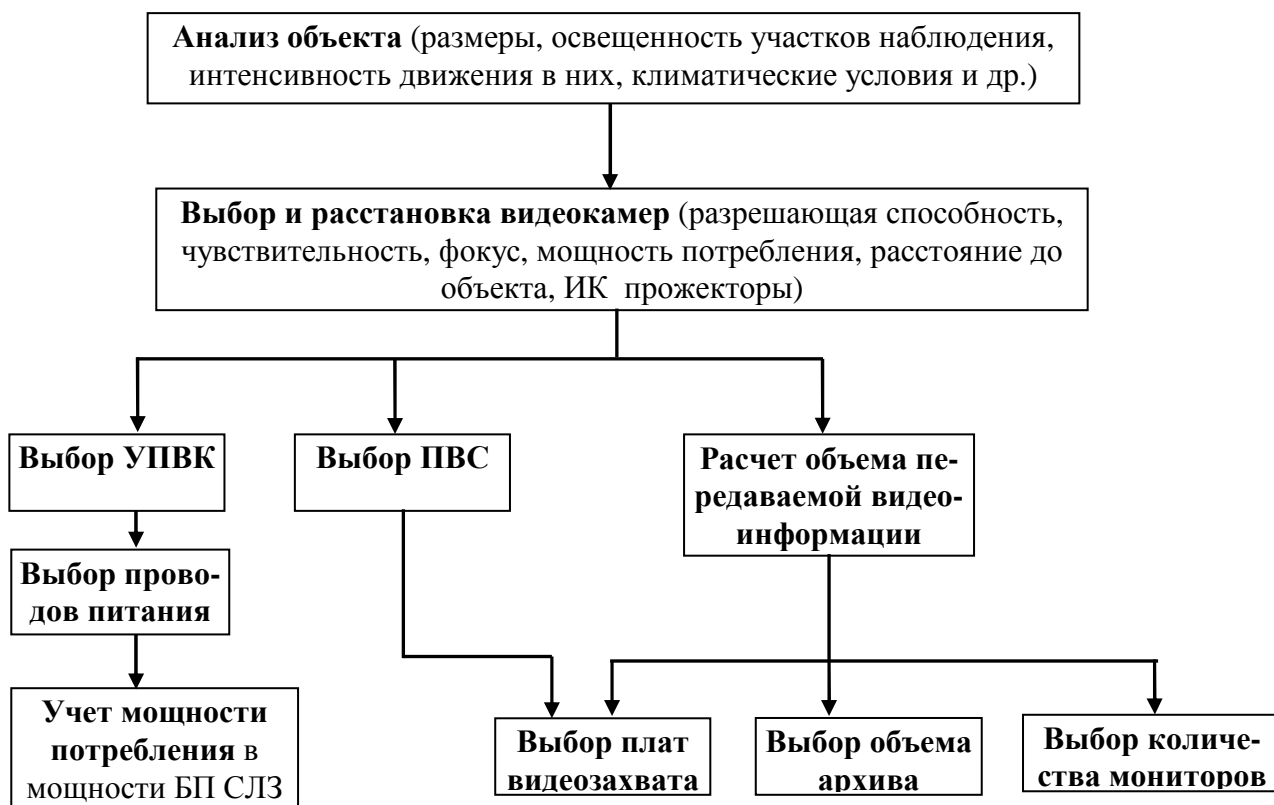 Анализ объекта (размеры, освещенность участков наблюдения,
интенсивность движения в них, климатические условия и др.)
Выбор и расстановка видеокамер (разрешающая способность,
чувствительность, фокус, мощность потребления, расстояние до
объекта, ИК прожекторы)
Выбор УПВК
Выбор ПВС
Расчет объема пе-
редаваемой видео-
информации
Выбор прово-
дов питания
Учет мощности
потребления в
мощности БП СЛЗ
Выбор плат
видеозахвата
Выбор объема
архива
Выбор количе-
ства мониторов